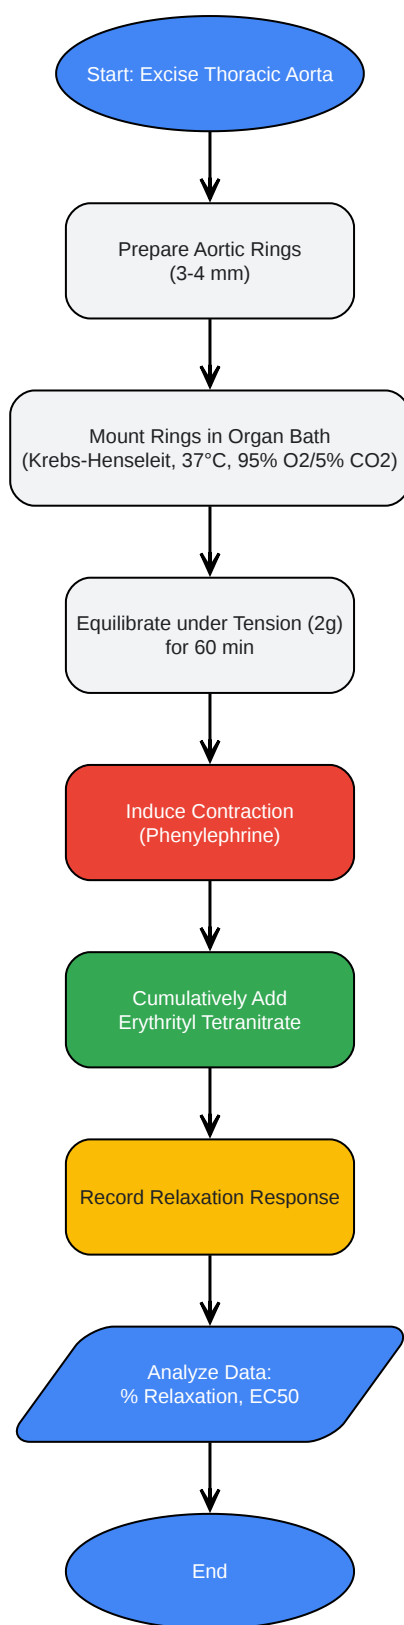 Start: Excise Thoracic Aorta
Prepare Aortic Rings
(3-4 mm)
Mount Rings in Organ Bath
(Krebs-Henseleit, 37°C, 95% O2/5% CO2)
Equilibrate under Tension (2g)
for 60 min
Induce Contraction
(Phenylephrine)
Cumulatively Add
Erythrityl Tetranitrate
Record Relaxation Response
Analyze Data:
% Relaxation, EC50
End